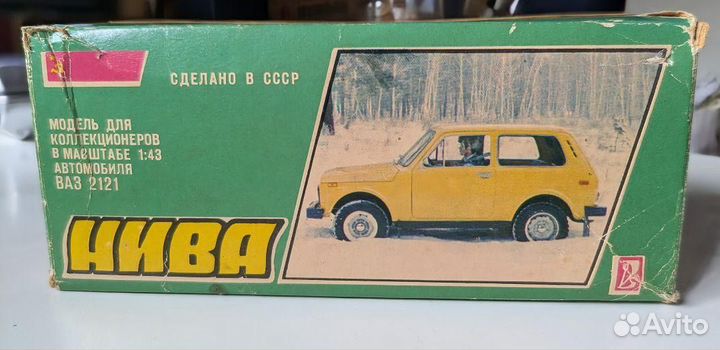 СДЕЛАНО В СССР
МОДЕЛЬ ДЛЯ
КОЛЛЕКЦИОНЕРОВ
В МАСШТАБЕ 1:43
АВТОМОБИЛЯ
ВАЗ 2121
НИВА
Avito